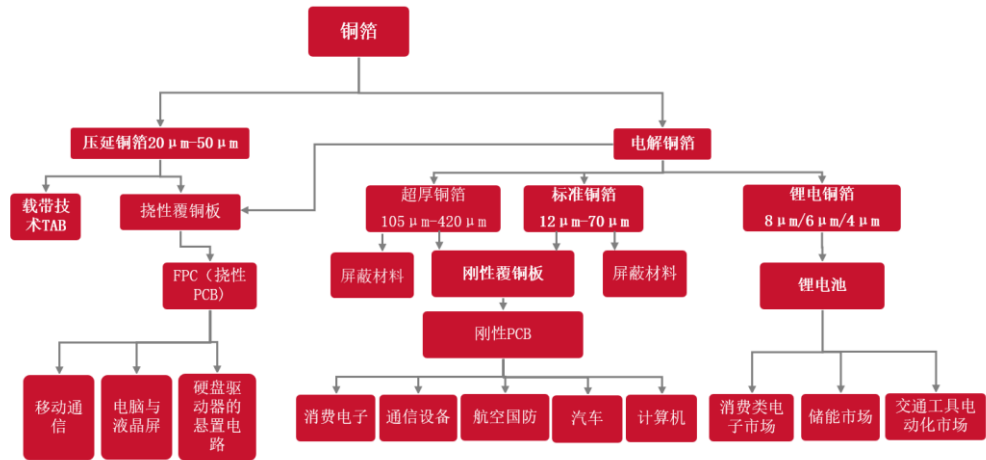 铜箔
压延铜箔20μm-50μm
电解铜箔
载带技
术TAB
挠性覆铜板
超厚铜箔
105μm-420μm
标准铜箔
12μm-70μm
锂电铜箔
8μm/6μm/4μm
屏蔽材料
刚性覆铜板
屏蔽材料
FPC（挠性
PCB)
锂电池
刚性PCB
移动通
信
电脑与
液晶屏
硬盘驱
动器的
悬置电
路
消费电子
通信设备
航空国防
汽车
计算机
消费类电
子市场
储能市场
交通工具电
动化市场